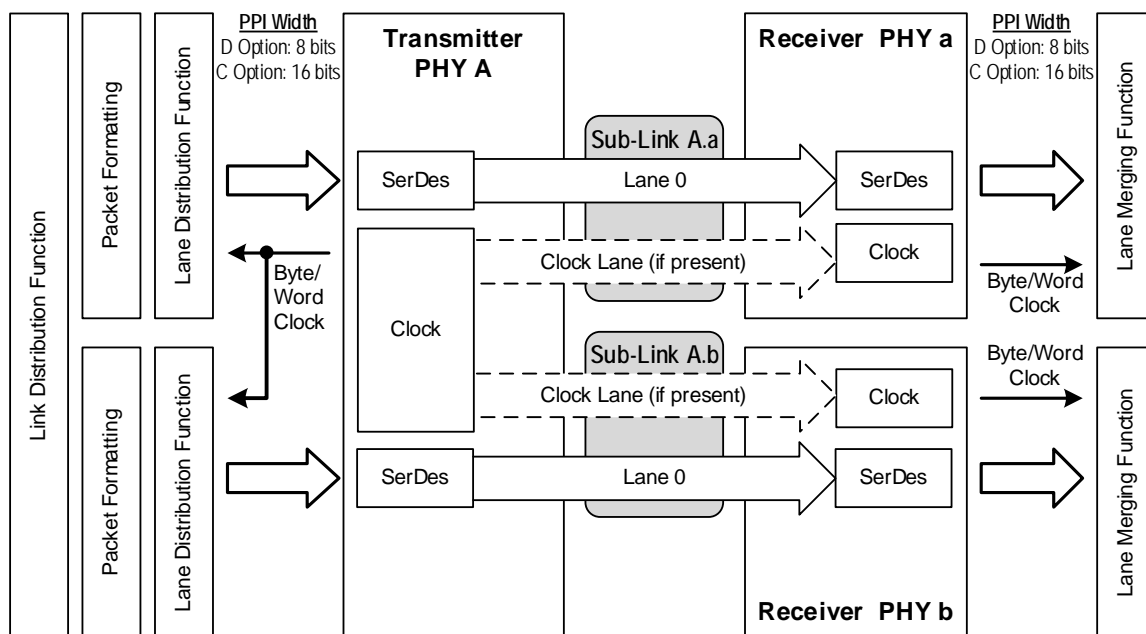 Link Distribution Function
Packet Formatting
Lane Distribution Function
PPI Width
D Option: 8 bits
C Option: 16 bits
Transmitter
PHY A
Receiver PHY a
PPI Width
D Option: 8 bits
C Option: 16 bits
Sub-Link A.a
SerDes
Lane 0
SerDes
Lane Merging Function
Byte/
Word
Clock
Clock
Clock Lane (if present)
Clock
Byte/Word
Clock
Packet Formatting
Lane Distribution Function
Sub-Link A.b
Clock Lane (if present)
Clock
Byte/Word
Clock
SerDes
Lane 0
SerDes
Lane Merging Function
Receiver PHY b